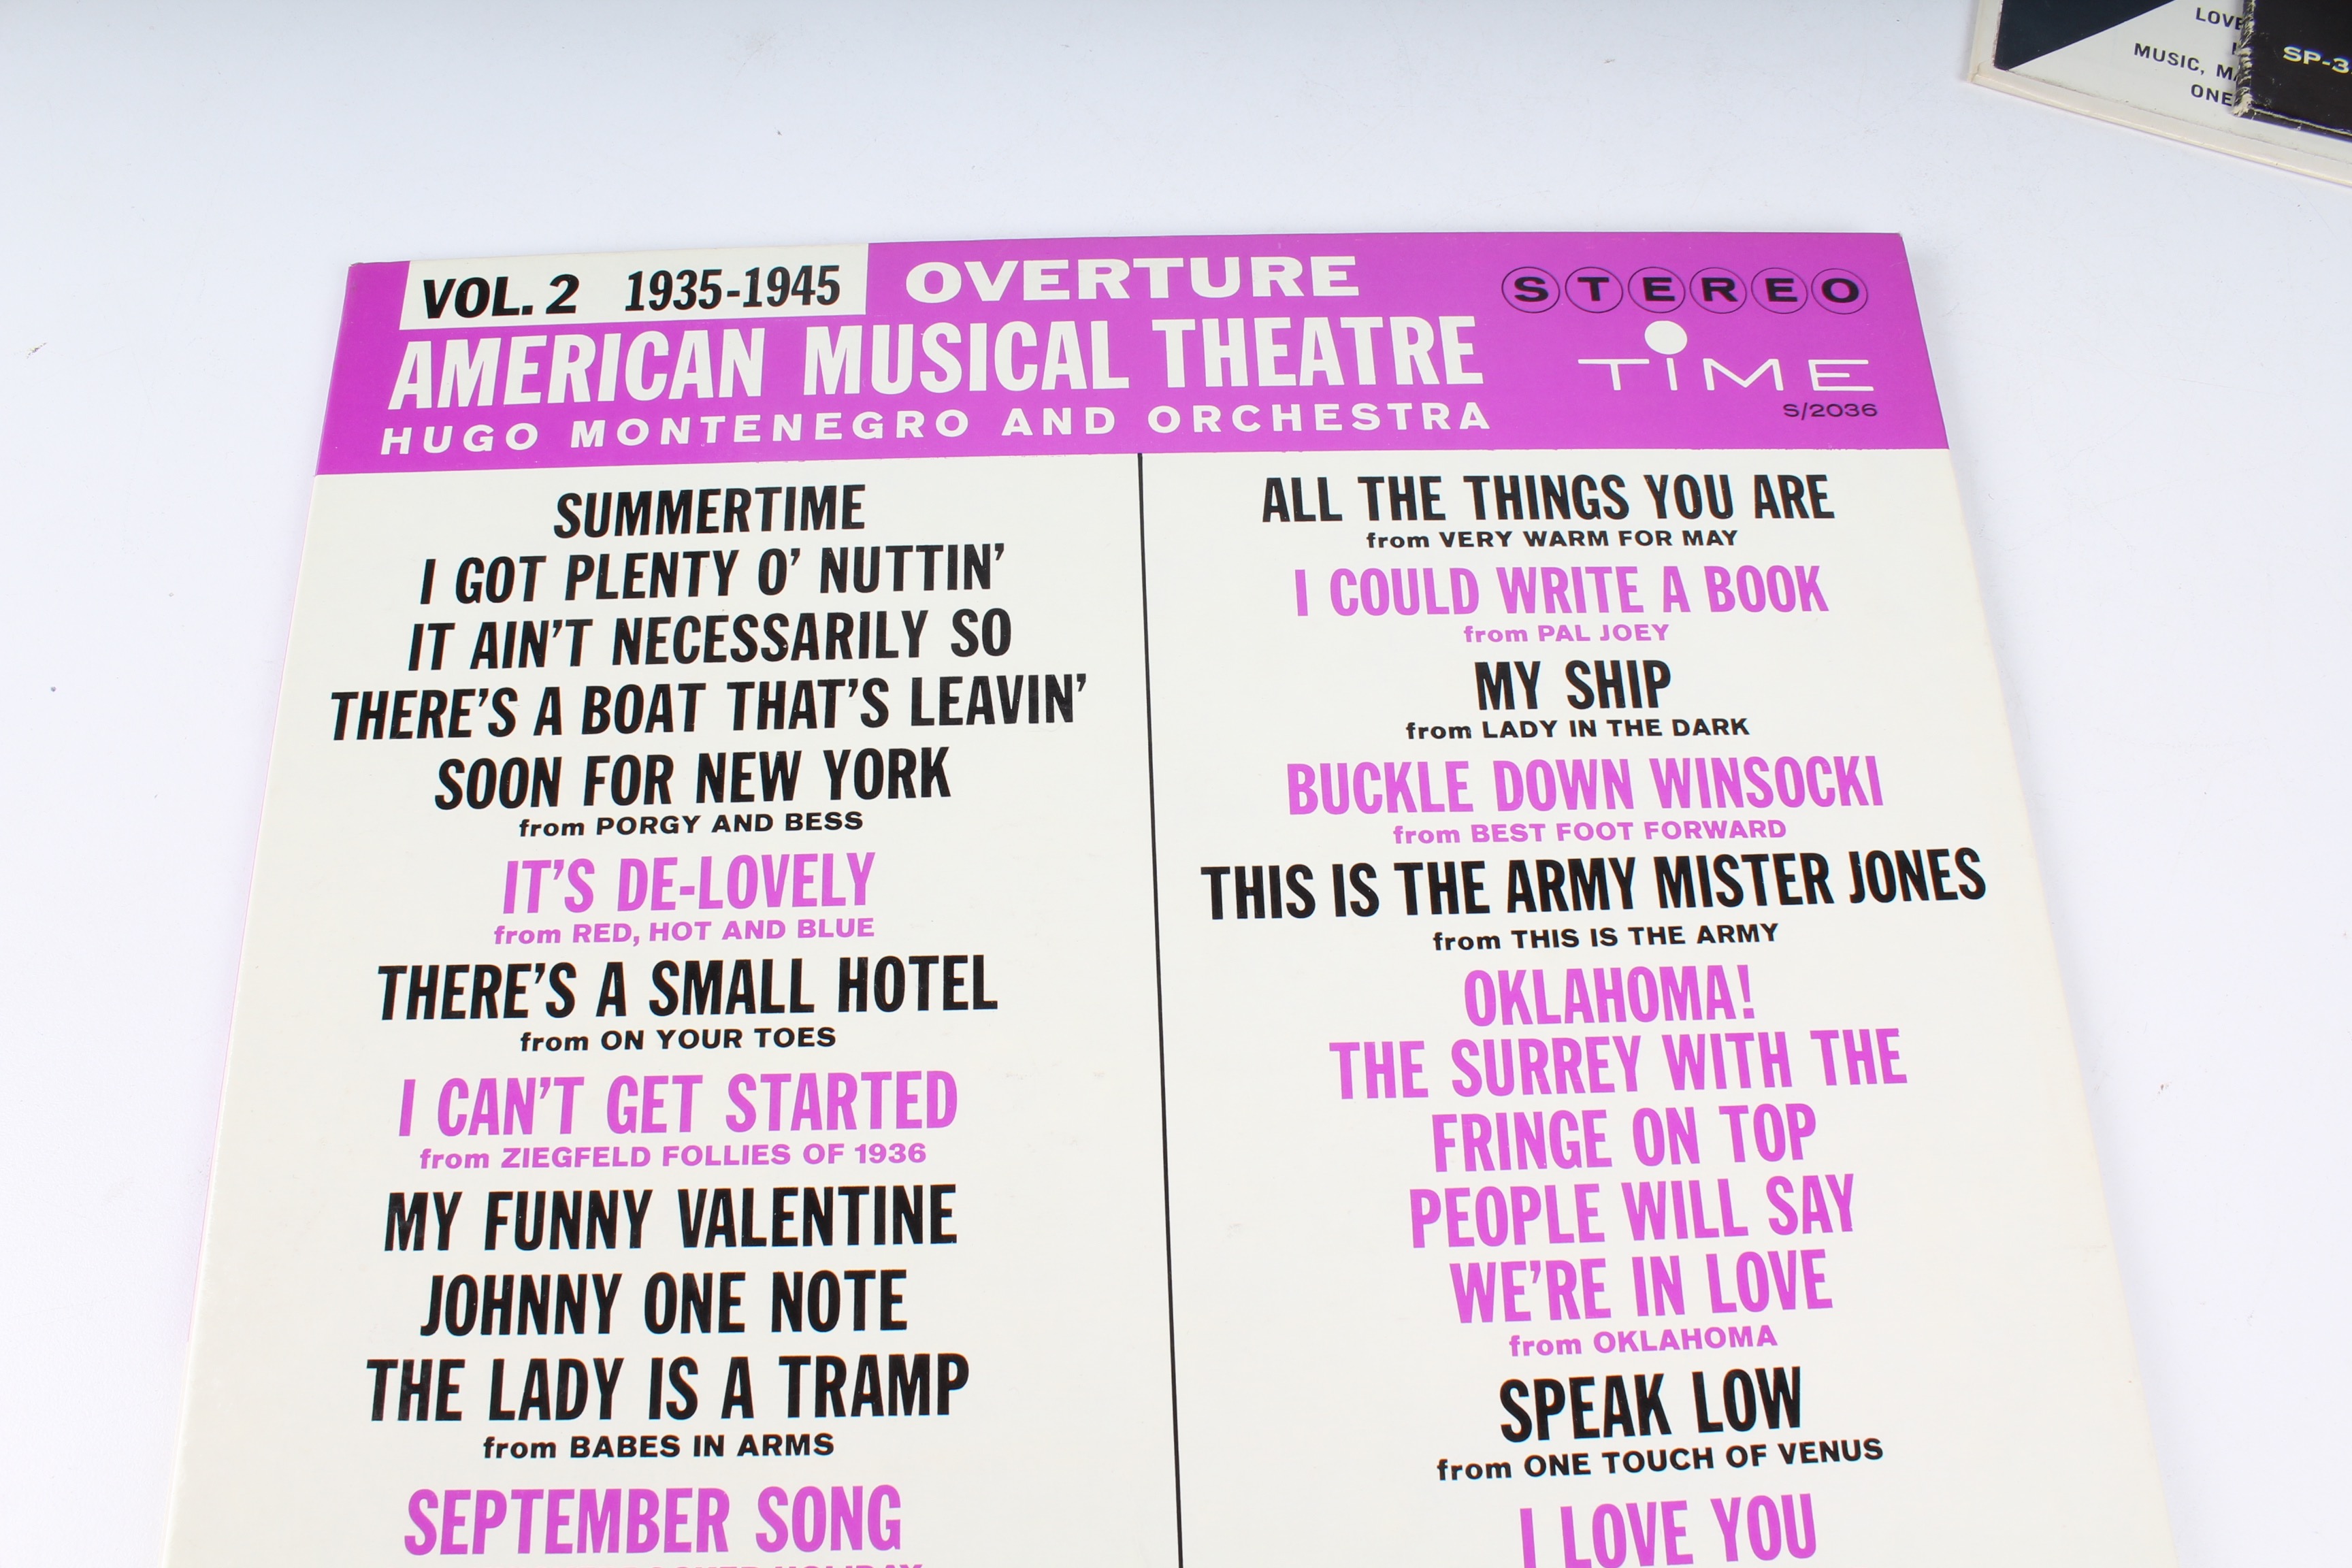 LOVE
MUSIC,
ONE
SP-3
VOL. 2 1935-1945
OVERTURE
STEREO
AMERICAN MUSICAL THEATRE
TiME
S/2036
HUGO MONTENEGRO AND ORCHESTRA
SUMMERTIME
I GOT PLENTY O' NUTTIN'
IT AIN'T NECESSARILY SO
THERE'S A BOAT THAT'S LEAVIN'
SOON FOR NEW YORK
from PORGY AND BESS
IT'S DE-LOVELY
from RED, HOT AND BLUE
THERE'S A SMALL HOTEL
from ON YOUR TOES
I CAN'T GET STARTED
from ZIEGFELD FOLLIES OF 1936
MY FUNNY VALENTINE
JOHNNY ONE NOTE
THE LADY IS A TRAMP
from BABES IN ARMS
SEPTEMBER SONG
ALL THE THINGS YOU ARE
from VERY WARM FOR MAY
I COULD WRITE A BOOK
from PAL JOEY
MY SHIP
from LADY IN THE DARK
BUCKLE DOWN WINSOCKI
from BEST FOOT FORWARD
THIS IS THE ARMY MISTER JONES
from THIS IS THE ARMY
OKLAHOMA!
THE SURREY WITH THE
FRINGE ON TOP
PEOPLE WILL SAY
WE'RE IN LOVE
from OKLAHOMA
SPEAK LOW
from ONE TOUCH OF VENUS
I LOVE YOU